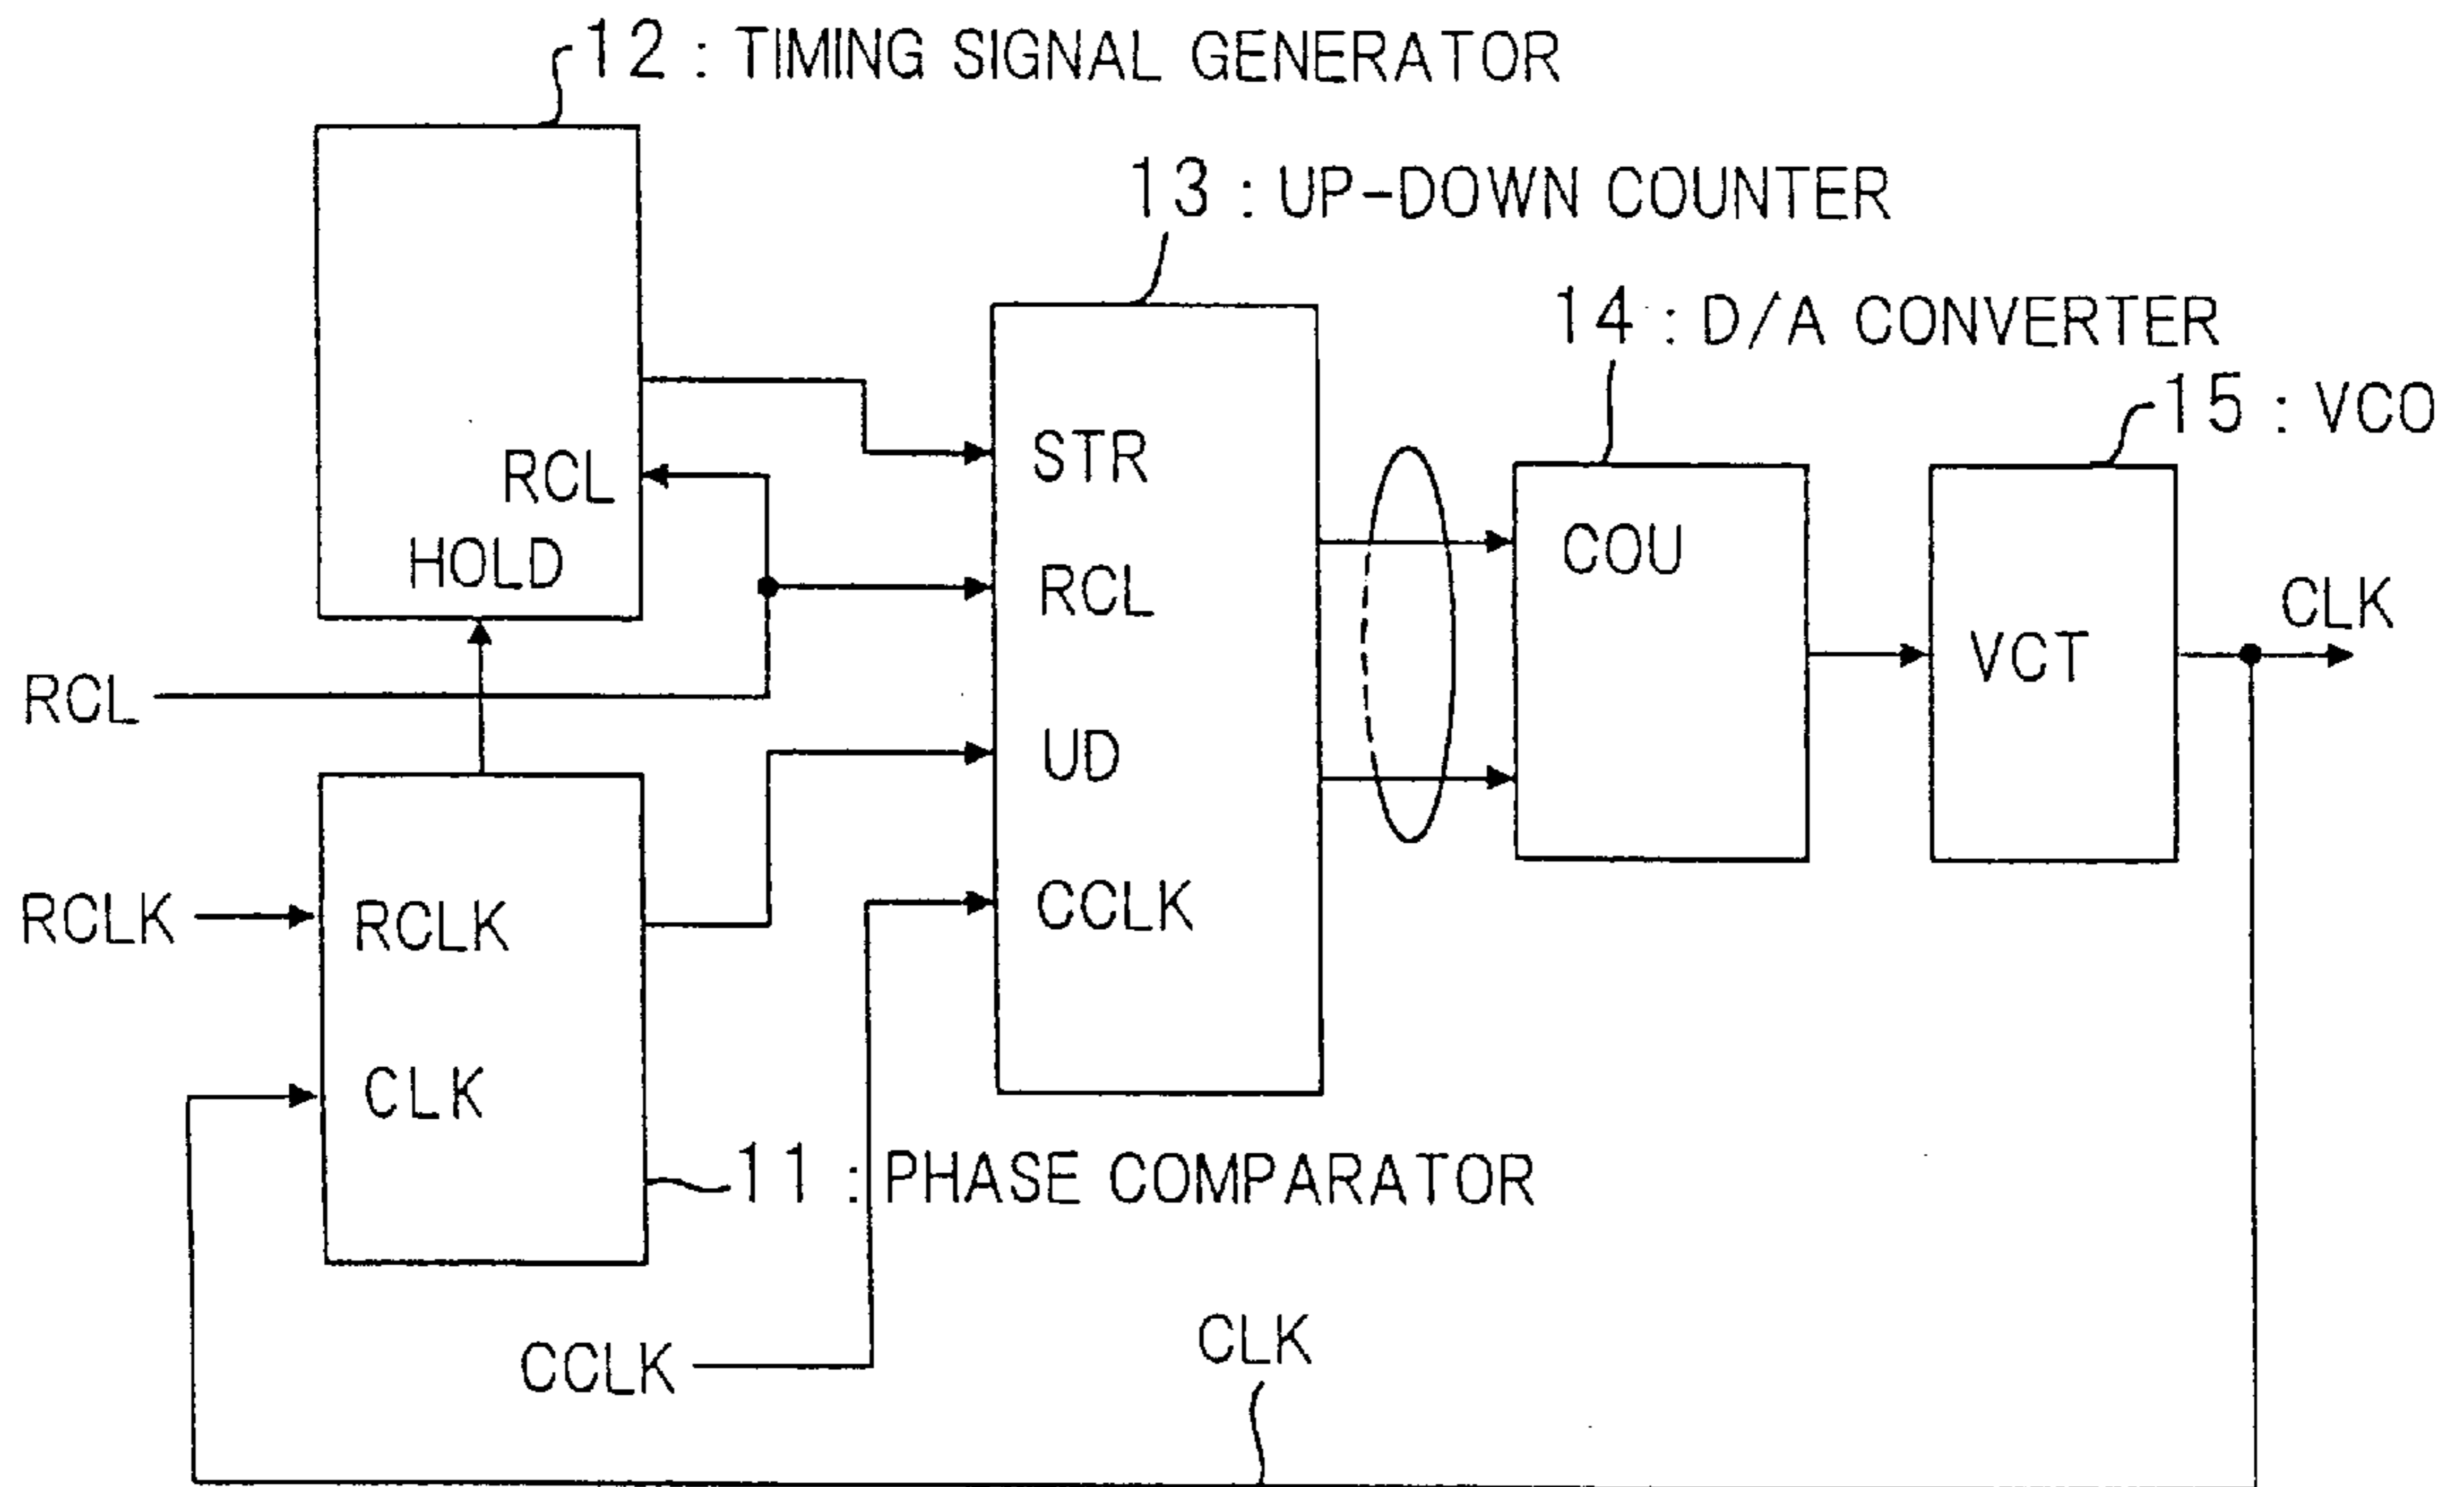 12 : TIMING SIGNAL GENERATOR
13 : UP-DOWN COUNTER
14 : D/A CONVERTER
15 : VCO
STR
RCL
HOLD
COU
RCL
CLK
VCT
RCL
UD
RCLK
RCLK
CCLK
CLK
11 : PHASE COMPARATOR
CCLK
CLK